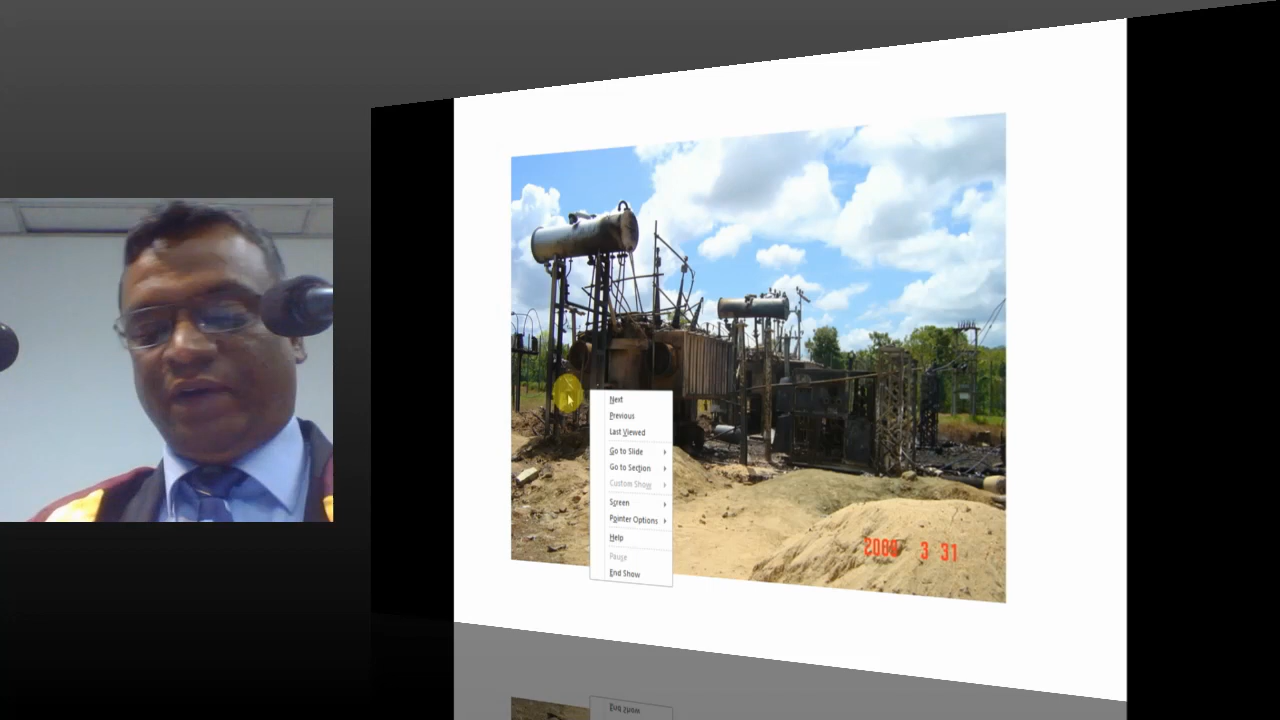 Next
Previous
Last Viewed
Go to Slide
Go to Section
Custom Show
Screen
Pointer Options
Help
Pause
End Show
3 31